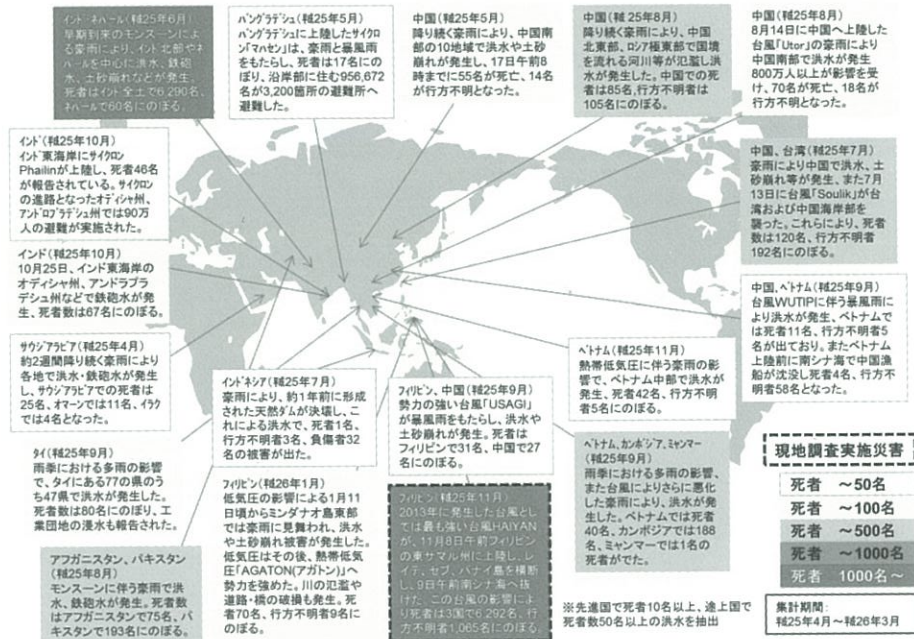 インド・ネパール(平成25年6月)
早期到来のモンスーンに
よる豪雨により、インド北部やネ
パールを中心に洪水、鉄砲
水、土砂崩れなどが発生。
死者はインド全土で6,290名、
ネパールで60名にのぼる。
バングラデシュ(平成25年5月)
バングラデシュに上陸したサイクロ
ン「マハセン」は、豪雨と暴風雨
をもたらし、死者は17名にの
ぼり、沿岸部に住む956,672
名が3,200箇所の避難所へ
避難した。
中国(平成25年5月)
降り続く豪雨により、中国南
部の10地域で洪水や土砂
崩れが発生し、17日午前8
時までに55名が死亡、14名
が行方不明となった。
中国(平成25年8月)
降り続く豪雨により、中国
北東部、ロシア極東部で国境
を流れる河川等が氾濫し洪
水が発生した。中国での死
者は85名,行方不明者は
105名にのぼる。
中国(平成25年8月)
8月14日に中国へ上陸した
台風「Utor」の豪雨により
中国南部で洪水が発生
800万人以上が影響を受
け、70名が死亡、18名が
行方不明となった。
インド(平成25年10月)
インド東海岸にサイクロン
Phailinが上陸し、死者46名
が報告されている。サイクロン
の進路となったオディシャ州、
アンドラプラデシュ州では90万
人の避難が実施された。
中国、台湾(平成25年7月)
豪雨により中国で洪水、土
砂崩れ等が発生、また7月
13日に台風「Soulik」が台
湾および中国海岸部を
襲った。これらにより、死者
数は120名、行方不明者
192名にのぼる。
インド(平成25年10月)
10月25日、インド東海岸の
オディシャ州、アンドラプラ
デシュ州などで鉄砲水が発
生、死者数は67名にのぼる。
中国、ベトナム(平成25年9月)
台風WUTIPに伴う暴風雨に
より洪水が発生、ベトナムで
は死者11名、行方不明者5
名が出ており。またベトナム
上陸前に南シナ海で中国漁
船が沈没し死者4名、行方不
明者58名となった。
サウジアラビア(平成25年4月)
約2週間降り続く豪雨により
各地で洪水・鉄砲水が発生
し、サウジアラビアでの死者は
25名、オマーンでは11名、イラク
では4名となった。
インドネシア(平成25年7月)
豪雨により、約1年前に形
成された天然ダムが決壊し、こ
れによる洪水で、死者1名、
行方不明者3名、負傷者32
名の被害が出た。
フィリピン、中国(平成25年9月)
勢力の強い台風「USAGI」
が暴風雨をもたらし、洪水や
土砂崩れが発生。死者は
フィリピンで31名、中国で27
名にのぼる。
ベトナム(平成25年11月)
熱帯低気圧に伴う豪雨の影
響で、ベトナム中部で洪水が
発生、死者42名、行方不明
者5名にのぼる。
タイ(平成25年9月)
雨季における多雨の影響
で、タイにある77の県のう
ち47県で洪水が発生した。
死者数は80名にのぼり、工
業団地の浸水も報告された。
フィリピン(平成26年1月)
低気圧の影響による1月11
日頃からミンダナオ島東部
では豪雨に見舞われ、洪水
や土砂崩れ被害が発生した。
低気圧はその後、熱帯低気
圧「AGATON(アガトン)」へ
勢力を強めた。川の氾濫や
道路・橋の破損も発生。死
者70名、行方不明者9名に
のぼる。
フィリピン(平成25年11月)
2013年に発生した台風とし
ては最も強い台風HAIYAN
が、11月8日午前フィリピン
の東サマル州に上陸し、レ
イテ、セブ、パナイ島を横断
し、9日午前南シナ海へ抜
けた。この台風の影響によ
り死者は3国で6,292名、行
方不明者1,065名にのぼる。
ベトナム、カンボジア、ミャンマー
(平成25年9月)
雨季における多雨の影響、
また台風によりさらに悪化し
た豪雨により、洪水が発
生した。ベトナムでは死者
40名、カンボジアでは188
名、ミャンマーでは1名の
死者がでた。
アフガニスタン、パキスタン
(平成25年8月)
モンスーンに伴う豪雨で洪
水、鉄砲水が発生。死者数
はアフガニスタンで75名、パ
キスタンで193名にのぼる。
現地調査実施災害
死者 ~50名
死者 ~100名
死者 ~500名
死者 ~1000名
死者 1000名~
※先進国で死者10名以上、途上国で
死者数50名以上の洪水を抽出
集計期間:
平成25年4月~平成26年3月